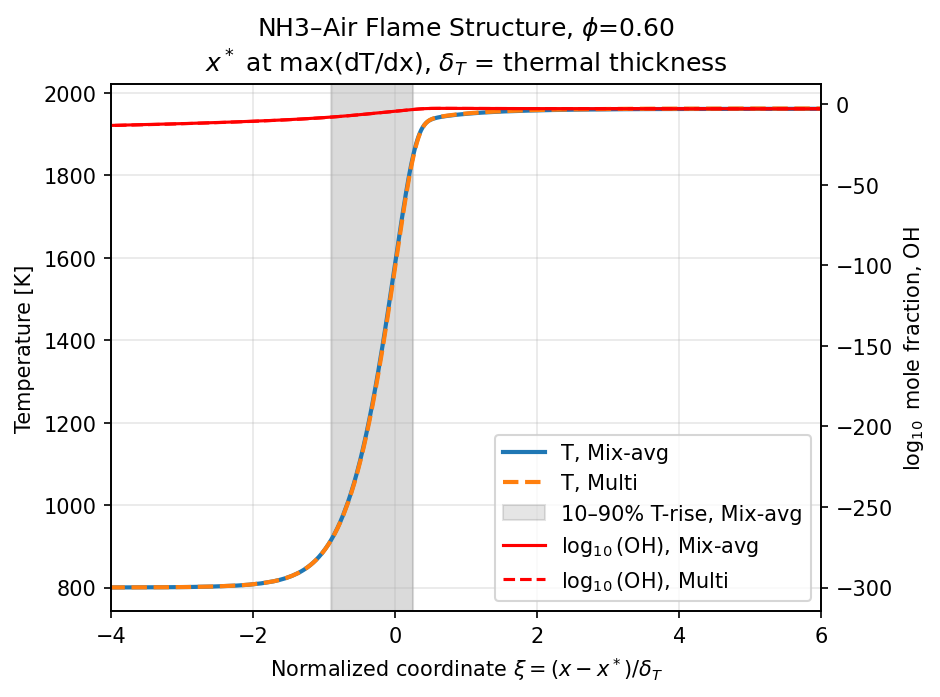 NH3–Air Flame Structure, ϕ=0.60
x* at max(dT/dx), δ_T = thermal thickness
2000
1800
1600
1400
1200
1000
800
Temperature [K]
0
−50
−100
−150
−200
−250
−300
log₁₀ mole fraction, OH
T, Mix-avg
T, Multi
10–90% T-rise, Mix-avg
log₁₀(OH), Mix-avg
log₁₀(OH), Multi
−4
−2
0
2
4
6
Normalized coordinate ξ = (x − x*)/δ_T